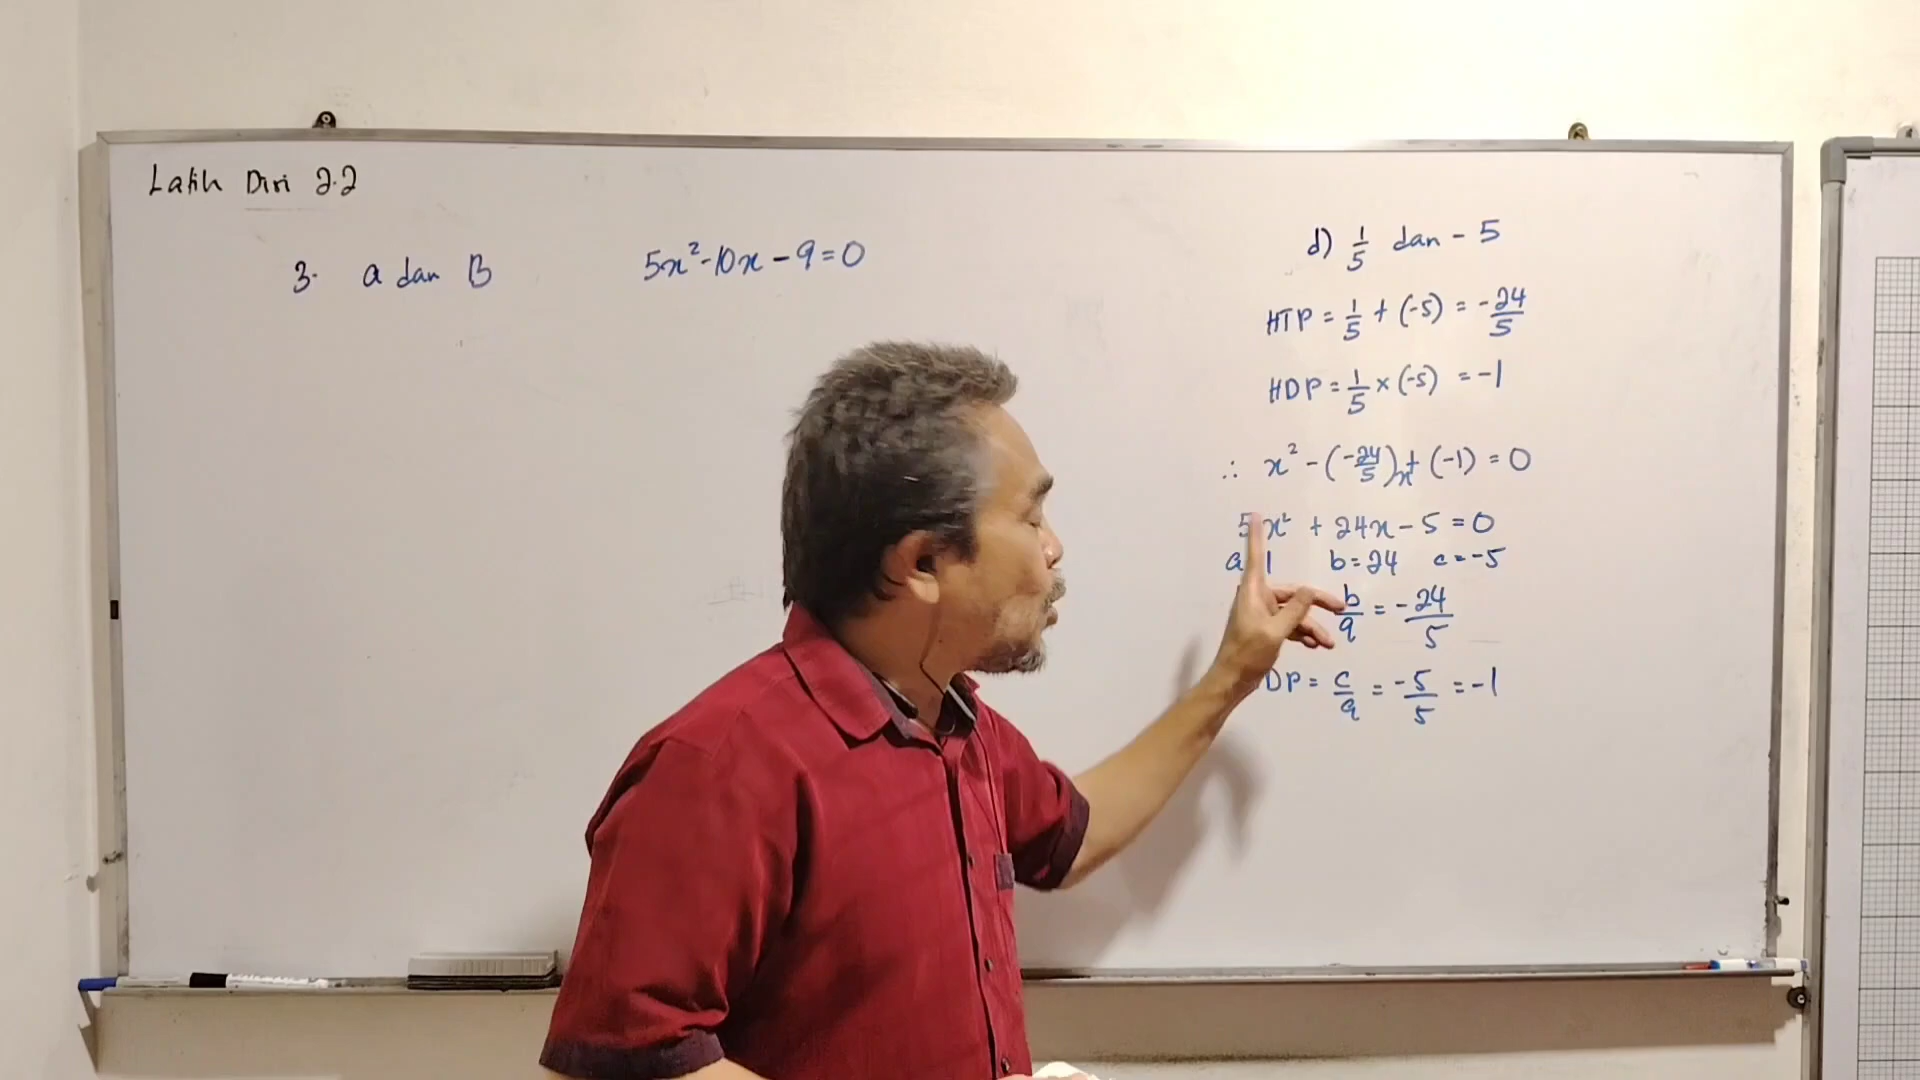 Latih Diri 2.2
3. α dan β 5x² - 10x - 9 = 0
d) 1/5 dan - 5
HTP = 1/5 + (-5) = -24/5
HDP = 1/5 × (-5) = -1
∴ x² - (-24/5)x + (-1) = 0
5x² + 24x - 5 = 0
a 1 b = 24 c = -5
b/a = -24/5
DP = c/a = -5/5 = -1